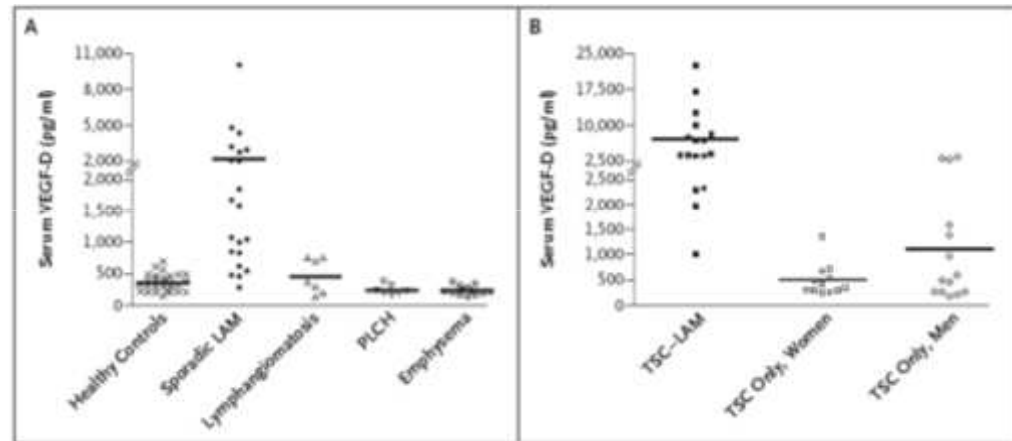 A
Serum VEGF-D (pg/ml)
11,000
8,000
5,000
2,000
2,000
1,500
1,000
500
0
Healthy Controls
Sporadic LAM
Lymphangiomatosis
PLCH
Emphysema
B
Serum VEGF-D (pg/ml)
25,000
17,500
10,000
2,500
2,500
2,000
1,500
1,000
500
0
TSC–LAM
TSC Only, Women
TSC Only, Men